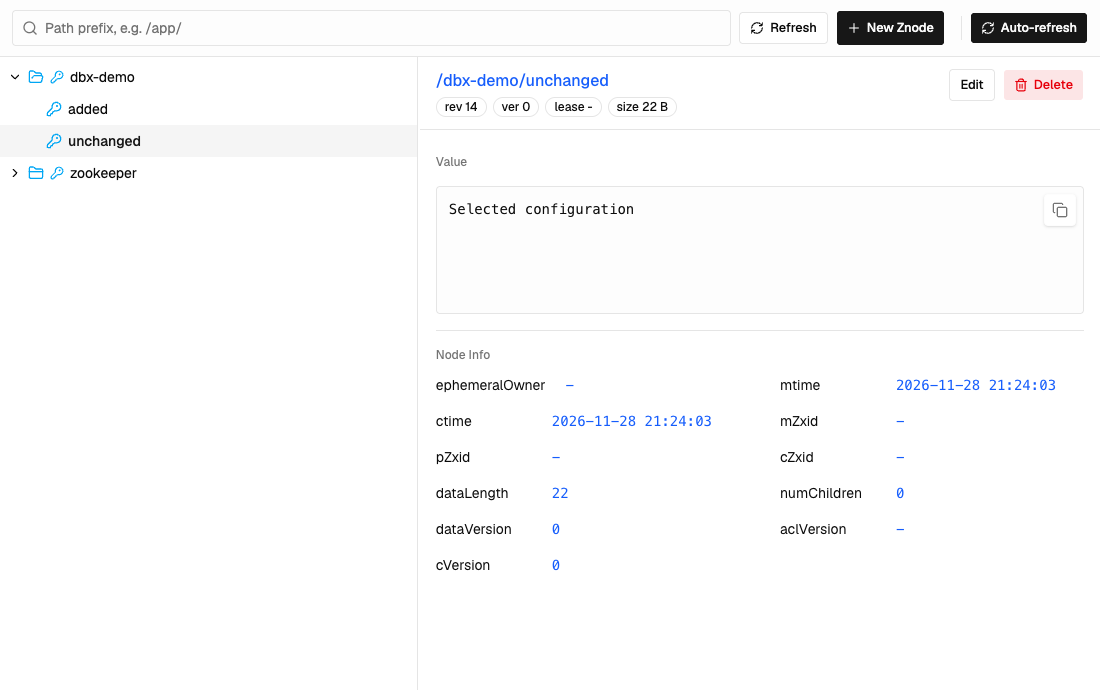 Path prefix, e.g. /app/
Refresh
New Znode
Auto-refresh
dbx-demo
added
unchanged
zookeeper
/dbx-demo/unchanged
rev 14
ver 0
lease -
size 22 B
Edit
Delete
Value
Selected configuration
Node Info
ephemeralOwner –
mtime 2026-11-28 21:24:03
ctime 2026-11-28 21:24:03
mZxid –
pZxid –
cZxid –
dataLength 22
numChildren 0
dataVersion 0
aclVersion –
cVersion 0